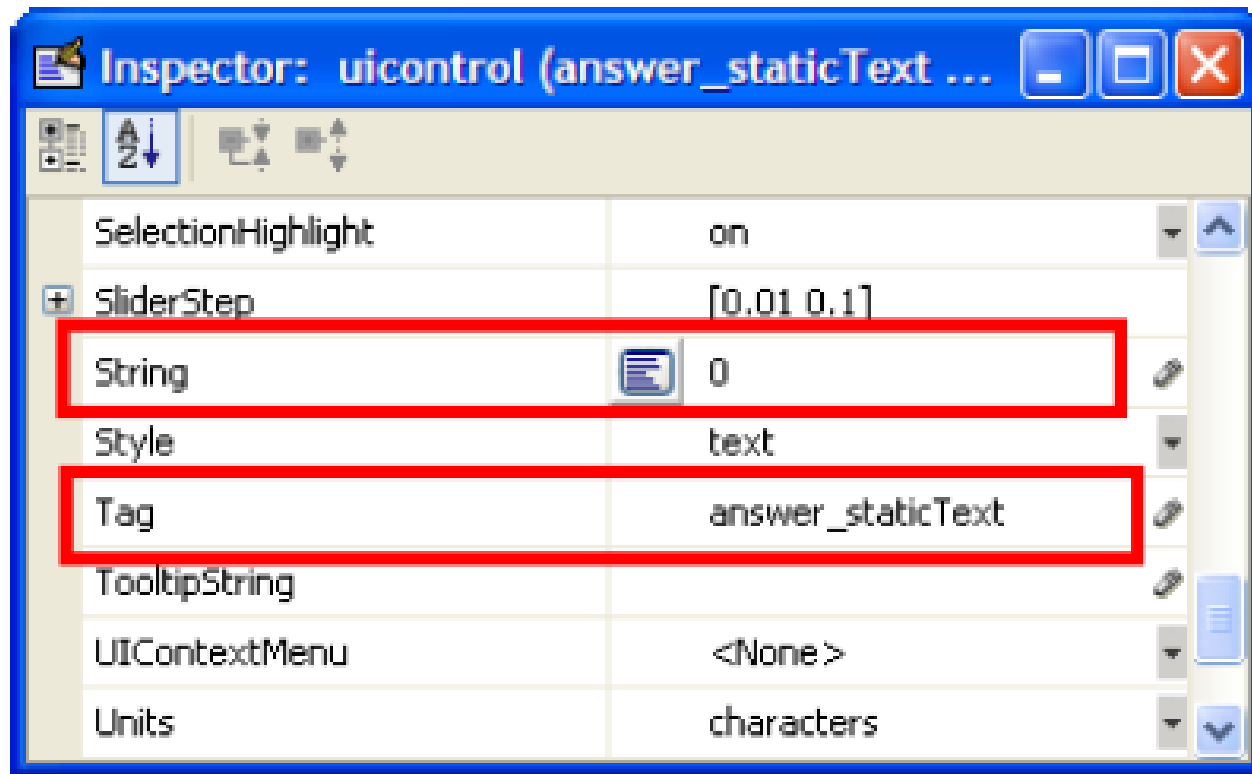 Inspector: uicontrol (answer_staticText ...
SelectionHighlight on
SliderStep [0.01 0.1]
String 0
Style text
Tag answer_staticText
TooltipString
UIContextMenu <None>
Units characters